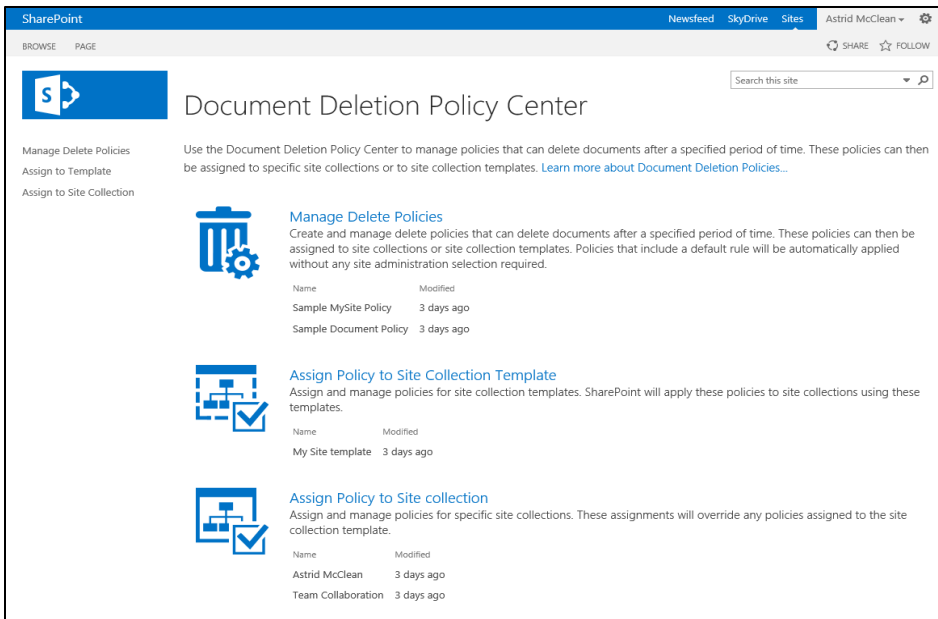 SharePoint
Newsfeed SkyDrive Sites Astrid McClean
BROWSE PAGE
SHARE FOLLOW
S
Search this site
Document Deletion Policy Center
Manage Delete Policies
Assign to Template
Assign to Site Collection
Use the Document Deletion Policy Center to manage policies that can delete documents after a specified period of time. These policies can then
be assigned to specific site collections or to site collection templates. Learn more about Document Deletion Policies...
Manage Delete Policies
Create and manage delete policies that can delete documents after a specified period of time. These policies can then be
assigned to site collections or site collection templates. Policies that include a default rule will be automatically applied
without any site administration selection required.
Name Modified
Sample MySite Policy 3 days ago
Sample Document Policy 3 days ago
Assign Policy to Site Collection Template
Assign and manage policies for site collection templates. SharePoint will apply these policies to site collections using these
templates.
Name Modified
My Site template 3 days ago
Assign Policy to Site collection
Assign and manage policies for specific site collections. These assignments will override any policies assigned to the site
collection template.
Name Modified
Astrid McClean 3 days ago
Team Collaboration 3 days ago